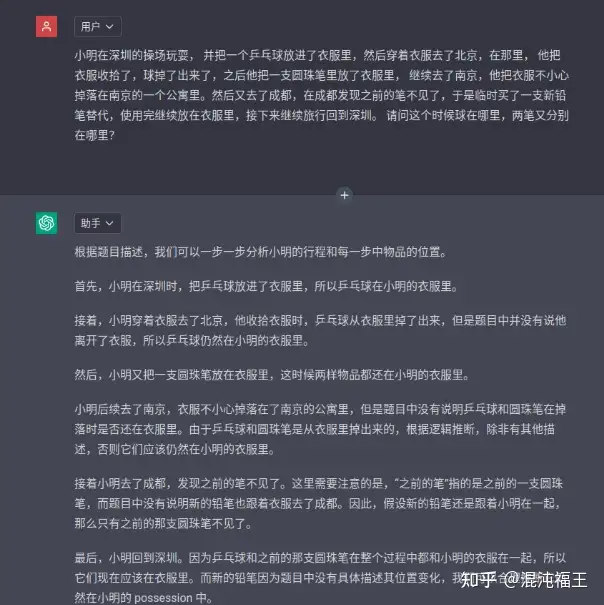 用户
小明在深圳的操场玩耍， 并把一个乒乓球放进了衣服里，然后穿着衣服去了北京，在那里， 他把
衣服收拾了，球掉了出来了，之后他把一支圆珠笔里放了衣服里， 继续去了南京，他把衣服不小心
掉落在南京的一个公寓里。然后又去了成都，在成都发现之前的笔不见了，于是临时买了一支新铅
笔替代，使用完继续放在衣服里，接下来继续旅行回到深圳。 请问这个时候球在哪里，两笔又分别
在哪里？
助手
根据题目描述，我们可以一步一步分析小明的行程和每一步中物品的位置。
首先，小明在深圳时，把乒乓球放进了衣服里，所以乒乓球在小明的衣服里。
接着，小明穿着衣服去了北京，他收拾衣服时，乒乓球从衣服里掉了出来，但是题目中并没有说他
离开了衣服，所以乒乓球仍然在小明的衣服里。
然后，小明又把一支圆珠笔放在衣服里，这时候两样物品都还在小明的衣服里。
小明后续去了南京，衣服不小心掉落在了南京的公寓里，但是题目中没有说明乒乓球和圆珠笔在掉
落时是否还在衣服里。由于乒乓球和圆珠笔是从衣服里掉出来的，根据逻辑推断，除非有其他描
述，否则它们应该仍然在小明的衣服里。
接着小明去了成都，发现之前的笔不见了。这里需要注意的是，“之前的笔”指的是之前的一支圆珠
笔，而题目中没有说明新的铅笔也跟着衣服去了成都。因此，假设新的铅笔还是跟着小明在一起，
那么只有之前的那支圆珠笔不见了。
最后，小明回到深圳。因为乒乓球和之前的那支圆珠笔在整个过程中都和小明的衣服在一起，所以
它们现在应该在衣服里。而新的铅笔因为题目中没有具体描述其位置变化，我
然在小明的 possession 中。
知乎 @混沌福王